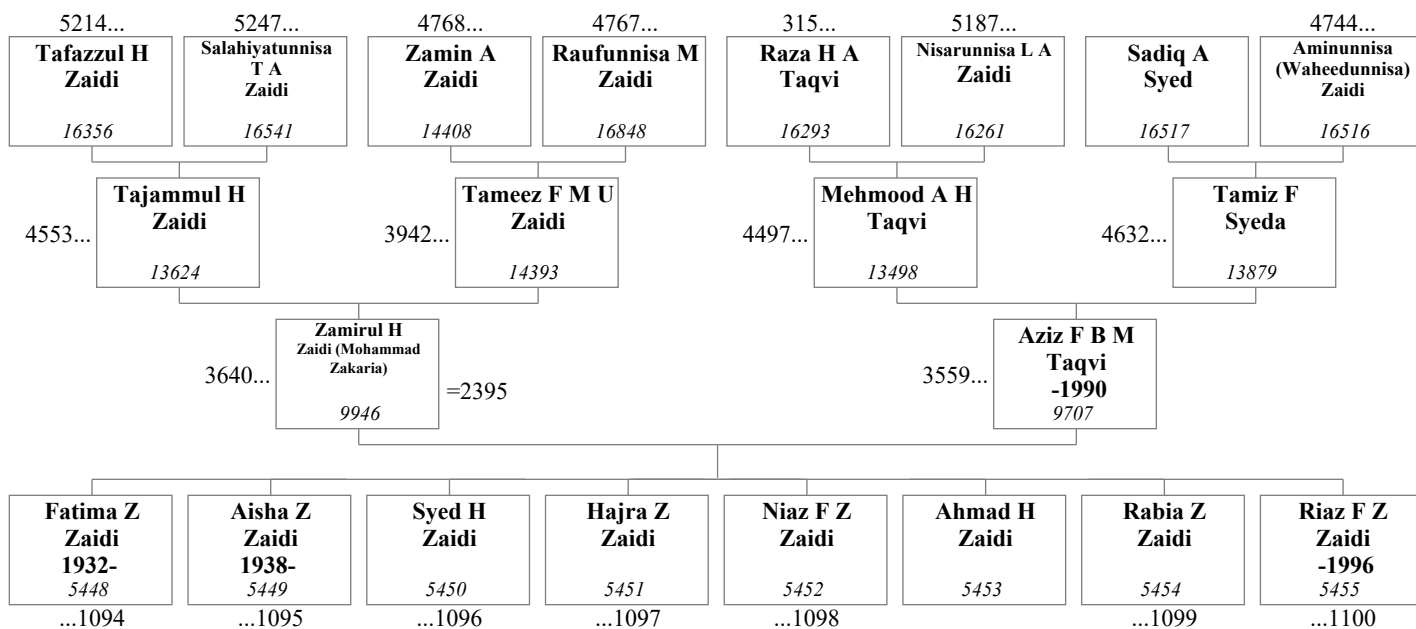 5214... 5247... 4768... 4767... 315... 5187... 4744...
Tafazzul H
Zaidi
16356
Salahiyatunnisa
T A
Zaidi
16541
Zamin A
Zaidi
14408
Raufunnisa M
Zaidi
16848
Raza H A
Taqvi
16293
Nisarunnisa L A
Zaidi
16261
Sadiq A
Syed
16517
Aminunnisa
(Waheedunnisa)
Zaidi
16516
4553...
Tajammul H
Zaidi
13624
3942...
Tameez F M U
Zaidi
14393
4497...
Mehmood A H
Taqvi
13498
4632...
Tamiz F
Syeda
13879
3640...
Zamirul H
Zaidi (Mohammad
Zakaria)
9946
=2395
3559...
Aziz F B M
Taqvi
-1990
9707
Fatima Z
Zaidi
1932-
5448
...1094
Aisha Z
Zaidi
1938-
5449
...1095
Syed H
Zaidi
5450
...1096
Hajra Z
Zaidi
5451
...1097
Niaz F Z
Zaidi
5452
...1098
Ahmad H
Zaidi
5453
Rabia Z
Zaidi
5454
...1099
Riaz F Z
Zaidi
-1996
5455
...1100